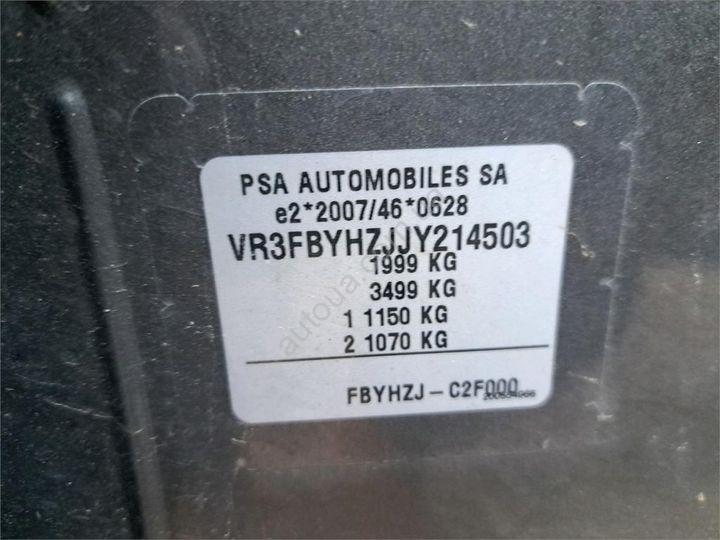 PSA AUTOMOBILES SA
e2*2007/46*0628
VR3FBYHZJJY214503
1999 KG
3499 KG
1 1150 KG
2 1070 KG
FBYHZJ - C2F000